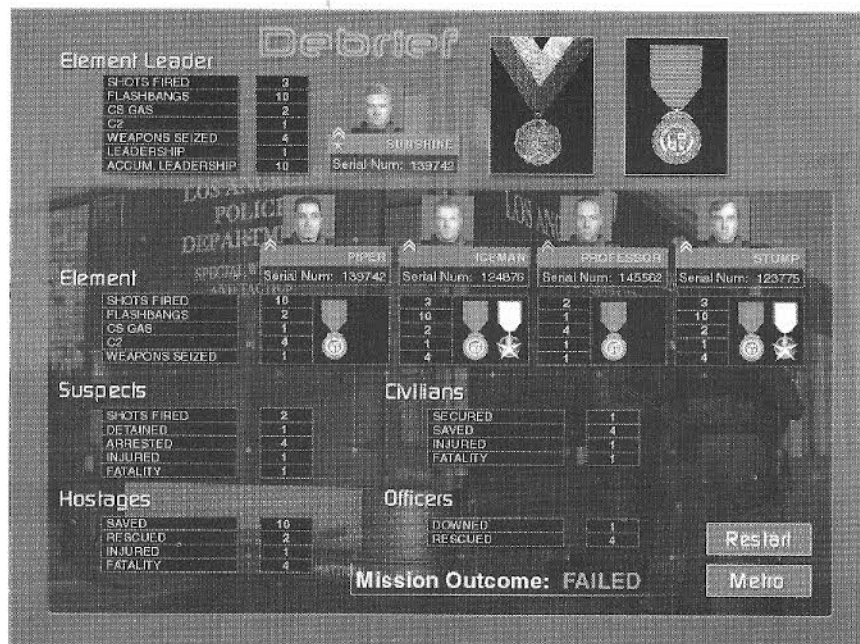 Debrief
Element Leader
SHOTS FIRED 3
FLASHBANGS 10
CS GAS 2
C2 1
WEAPONS SEIZED 4
LEADERSHIP 1
ACCUM. LEADERSHIP 10
SUNSHINE
Serial Num: 139742
LOS ANG
POLICE
DEPARTM
LOS ANG
PIPER ICEMAN PROFESSOR STUMP
Serial Num: 139742 Serial Num: 124876 Serial Num: 145562 Serial Num: 123775
Element
SHOTS FIRED 10 3 2 3
FLASHBANGS 2 10 1 10
CS GAS 1 2 4 2
C2 4 1 1 1
WEAPONS SEIZED 1 4 1 4
Suspects
SHOTS FIRED 2
DETAINED 1
ARRESTED 4
INJURED 1
FATALITY 1
Civilians
SECURED 1
SAVED 4
INJURED 1
FATALITY 1
Hostages
SAVED 10
RESCUED 2
INJURED 1
FATALITY 4
Officers
DOWNED 1
RESCUED 4
Restart
Mission Outcome: FAILED
Metro